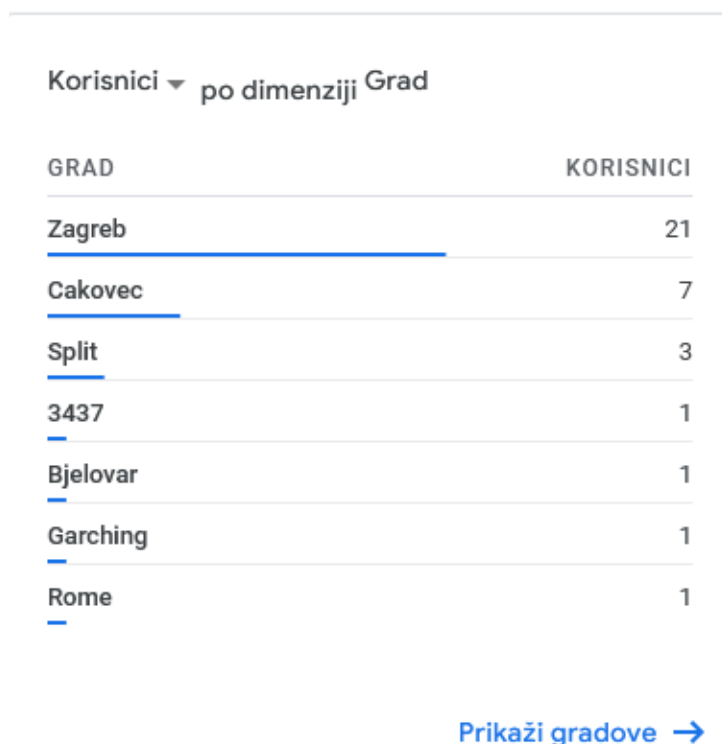 Korisnici po dimenziji Grad
GRAD KORISNICI
Zagreb 21
Cakovec 7
Split 3
3437 1
Bjelovar 1
Garching 1
Rome 1
Prikaži gradove →